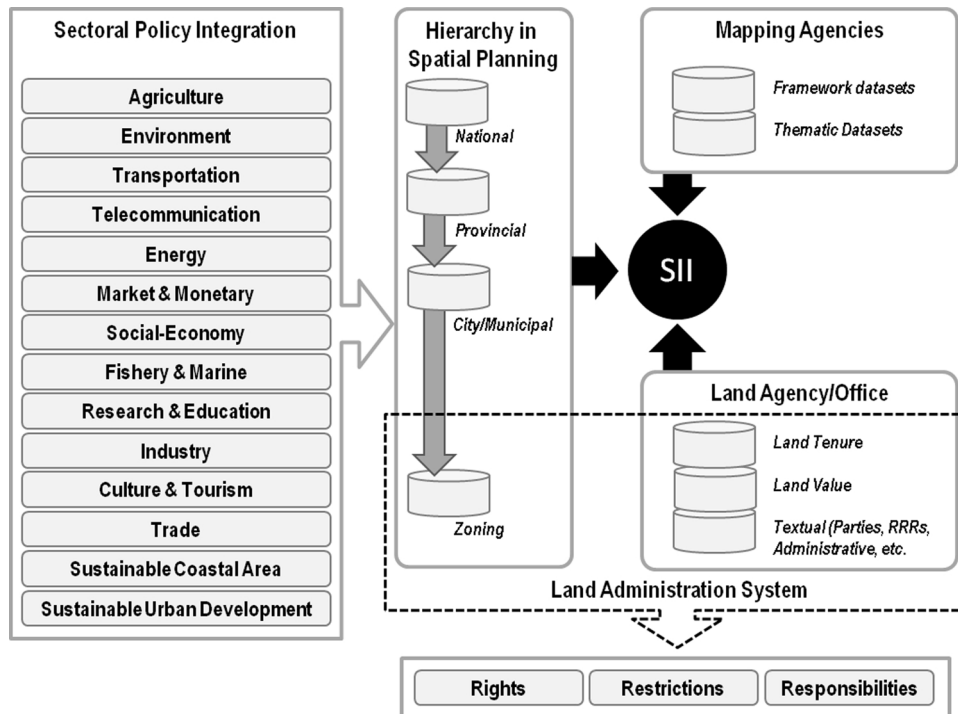 Sectoral Policy Integration
Agriculture
Environment
Transportation
Telecommunication
Energy
Market & Monetary
Social-Economy
Fishery & Marine
Research & Education
Industry
Culture & Tourism
Trade
Sustainable Coastal Area
Sustainable Urban Development
Hierarchy in
Spatial Planning
National
Provincial
City/Municipal
Zoning
Mapping Agencies
Framework datasets
Thematic Datasets
SII
Land Agency/Office
Land Tenure
Land Value
Textual (Parties, RRRs,
Administrative, etc.
Land Administration System
Rights
Restrictions
Responsibilities